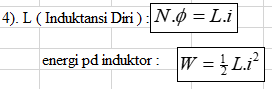 4). L ( Induktansi Diri ) : N.ϕ = L.i
energi pd induktor : W = ½ L.i²